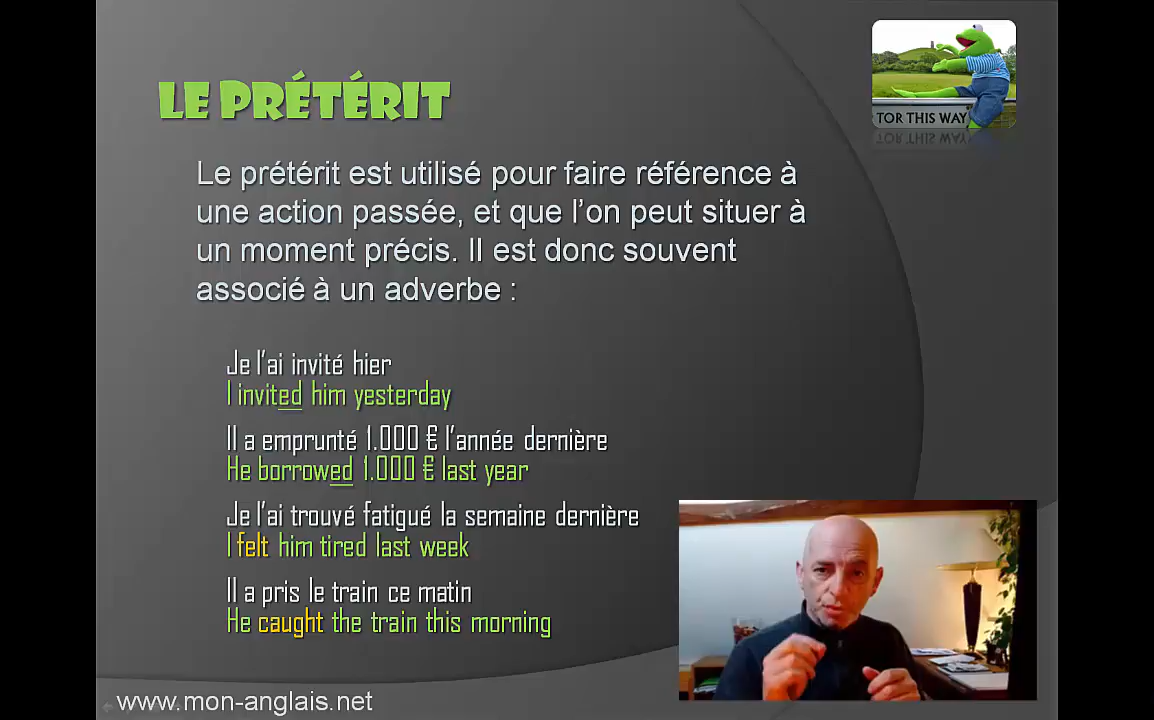 LE PRÉTÉRIT
TOR THIS WAY
Le prétérit est utilisé pour faire référence à
une action passée, et que l’on peut situer à
un moment précis. Il est donc souvent
associé à un adverbe :
Je l’ai invité hier
I invited him yesterday
Il a emprunté 1.000 € l’année dernière
He borrowed 1.000 € last year
Je l’ai trouvé fatigué la semaine dernière
I felt him tired last week
Il a pris le train ce matin
He caught the train this morning
www.mon-anglais.net